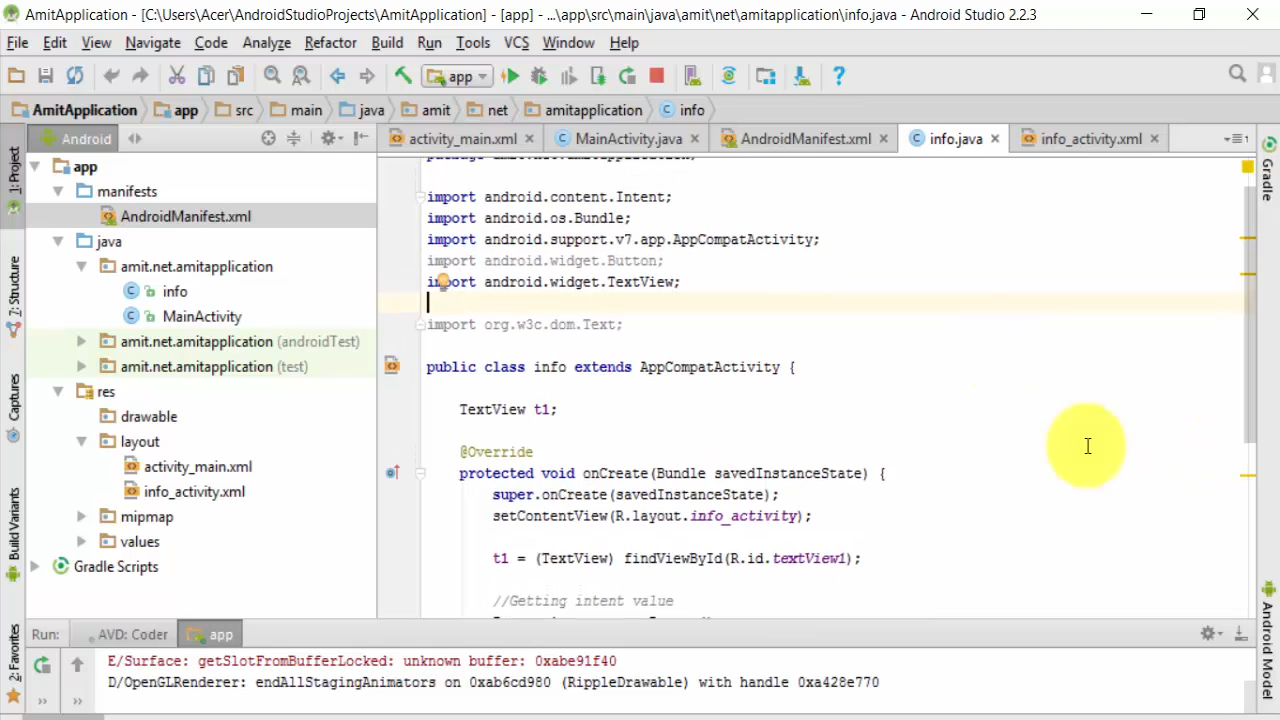 AmitApplication - [C:\Users\Acer\AndroidStudioProjects\AmitApplication] - [app] - ...\app\src\main\java\amit\net\amitapplication\info.java - Android Studio 2.2.3
File Edit View Navigate Code Analyze Refactor Build Run Tools VCS Window Help
app
AmitApplication app src main java amit net amitapplication info
Android
activity_main.xml MainActivity.java AndroidManifest.xml info.java info_activity.xml
1: Project
7: Structure
Captures
Build Variants
2: Favorites
app
manifests
AndroidManifest.xml
java
amit.net.amitapplication
info
MainActivity
amit.net.amitapplication (androidTest)
amit.net.amitapplication (test)
res
drawable
layout
activity_main.xml
info_activity.xml
mipmap
values
Gradle Scripts
import android.content.Intent;
import android.os.Bundle;
import android.support.v7.app.AppCompatActivity;
import android.widget.Button;
import android.widget.TextView;
import org.w3c.dom.Text;
public class info extends AppCompatActivity {
TextView t1;
@Override
protected void onCreate(Bundle savedInstanceState) {
super.onCreate(savedInstanceState);
setContentView(R.layout.info_activity);
t1 = (TextView) findViewById(R.id.textView1);
//Getting intent value
Gradle
Android Model
Run: AVD: Coder app
E/Surface: getSlotFromBufferLocked: unknown buffer: 0xabe91f40
D/OpenGLRenderer: endAllStagingAnimators on 0xab6cd980 (RippleDrawable) with handle 0xa428e770